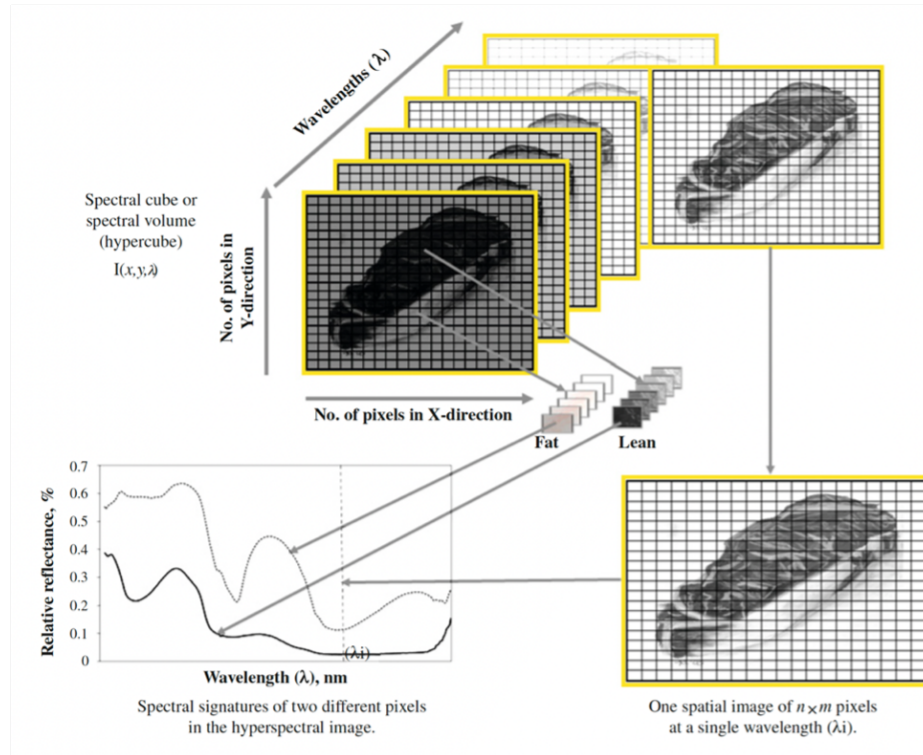 Wavelengths (λ)
Spectral cube or
spectral volume
(hypercube)
I(x,y,λ)
No. of pixels in
Y-direction
No. of pixels in X-direction
Fat
Lean
0.7
0.6
0.5
0.4
0.3
0.2
0.1
0
Relative reflectance, %
(λi)
Wavelength (λ), nm
Spectral signatures of two different pixels
in the hyperspectral image.
One spatial image of n×m pixels
at a single wavelength (λi).